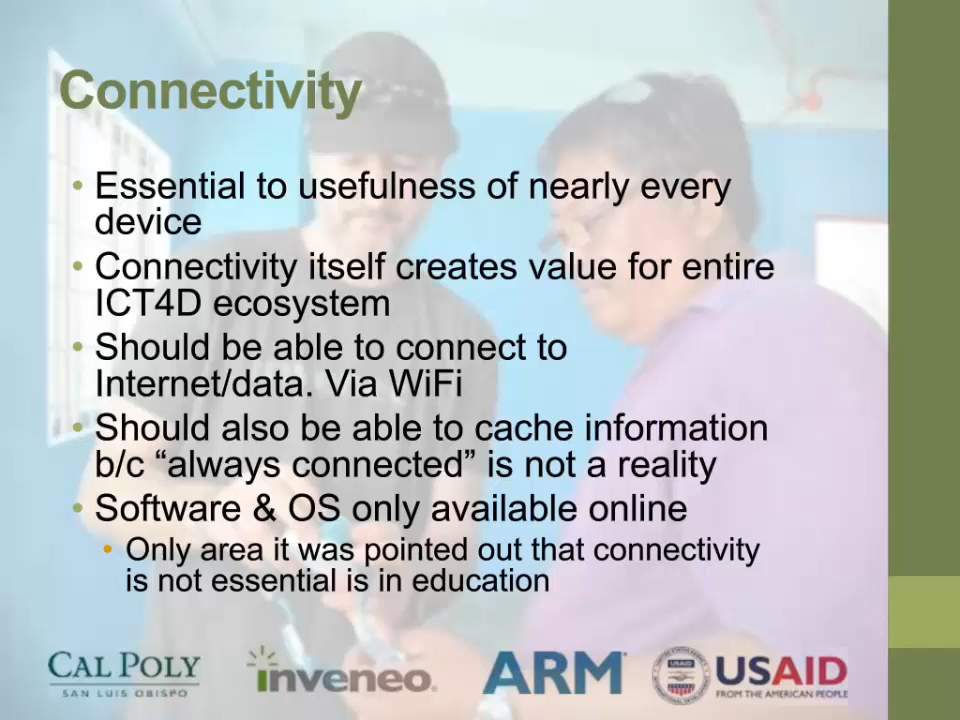 Connectivity
• Essential to usefulness of nearly every
device
• Connectivity itself creates value for entire
ICT4D ecosystem
• Should be able to connect to
Internet/data. Via WiFi
• Should also be able to cache information
b/c “always connected” is not a reality
• Software & OS only available online
• Only area it was pointed out that connectivity
is not essential is in education
CAL POLY
SAN LUIS OBISPO
inveneo
ARM
USAID
USAID
FROM THE AMERICAN PEOPLE